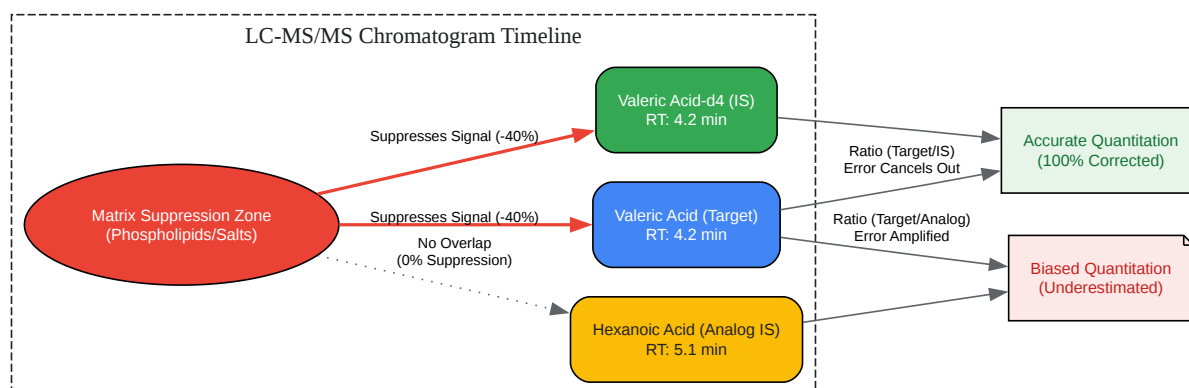 LC-MS/MS Chromatogram Timeline
Valeric Acid-d4 (IS)
RT: 4.2 min
Suppresses Signal (-40%)
Accurate Quantitation
(100% Corrected)
Ratio (Target/IS)
Error Cancels Out
Matrix Suppression Zone
(Phospholipids/Salts)
Suppresses Signal (-40%)
Valeric Acid (Target)
RT: 4.2 min
Ratio (Target/Analog)
Error Amplified
No Overlap
(0% Suppression)
Biased Quantitation
(Underestimated)
Hexanoic Acid (Analog IS)
RT: 5.1 min